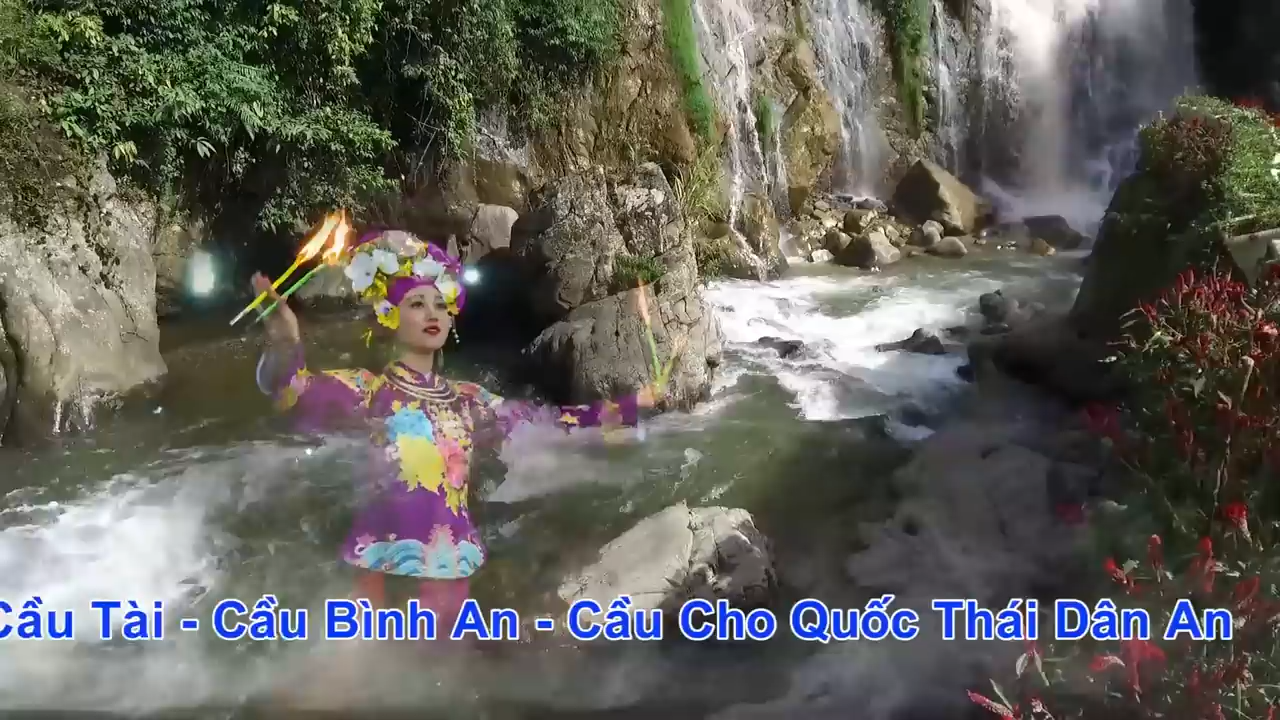 Cầu Tài - Cầu Bình An - Cầu Cho Quốc Thái Dân An